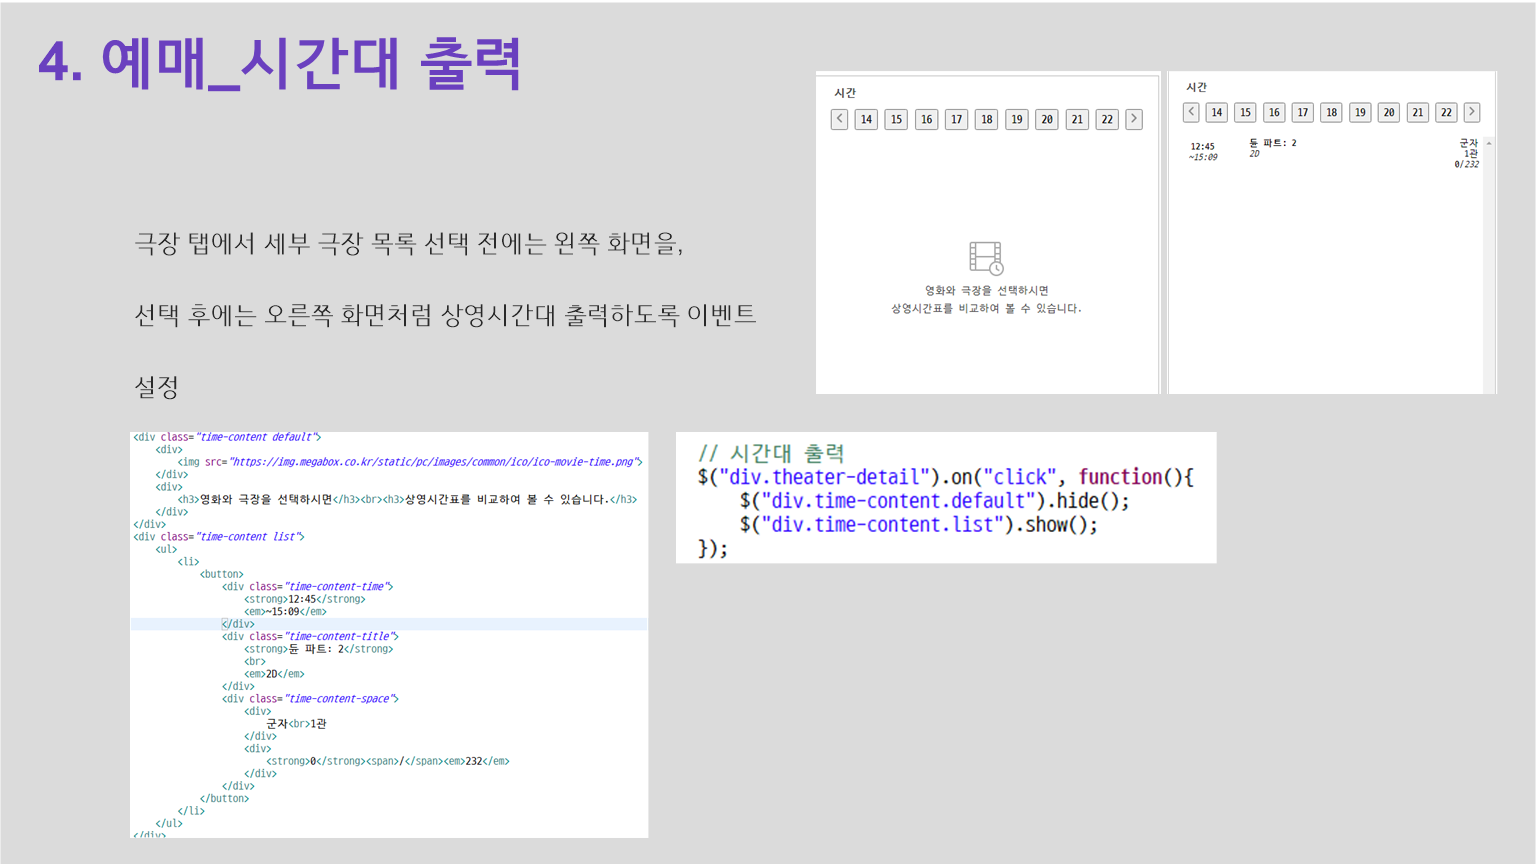 4. 예매_시간대 출력
시간
14 15 16 17 18 19 20 21 22
영화와 극장을 선택하시면
상영시간표를 비교하여 볼 수 있습니다.
시간
14 15 16 17 18 19 20 21 22
12:45 듄 파트: 2 군자
~15:09 2D 1관
0/232
극장 탭에서 세부 극장 목록 선택 전에는 왼쪽 화면을,
선택 후에는 오른쪽 화면처럼 상영시간대 출력하도록 이벤트
설정
<div class="time-content default">
<div>
<img src="https://img.megabox.co.kr/static/pc/images/common/ico/ico-movie-time.png">
</div>
<div>
<h3>영화와 극장을 선택하시면</h3><br><h3>상영시간표를 비교하여 볼 수 있습니다.</h3>
</div>
</div>
<div class="time-content list">
<ul>
<li>
<button>
<div class="time-content-time">
<strong>12:45</strong>
<em>~15:09</em>
</div>
<div class="time-content-title">
<strong>듄 파트: 2</strong>
<br>
<em>2D</em>
</div>
<div class="time-content-space">
<div>
군자<br>1관
</div>
<div>
<strong>0</strong><span>/</span><em>232</em>
</div>
</div>
</button>
</li>
</ul>
</div>
// 시간대 출력
$("div.theater-detail").on("click", function(){
$("div.time-content.default").hide();
$("div.time-content.list").show();
});